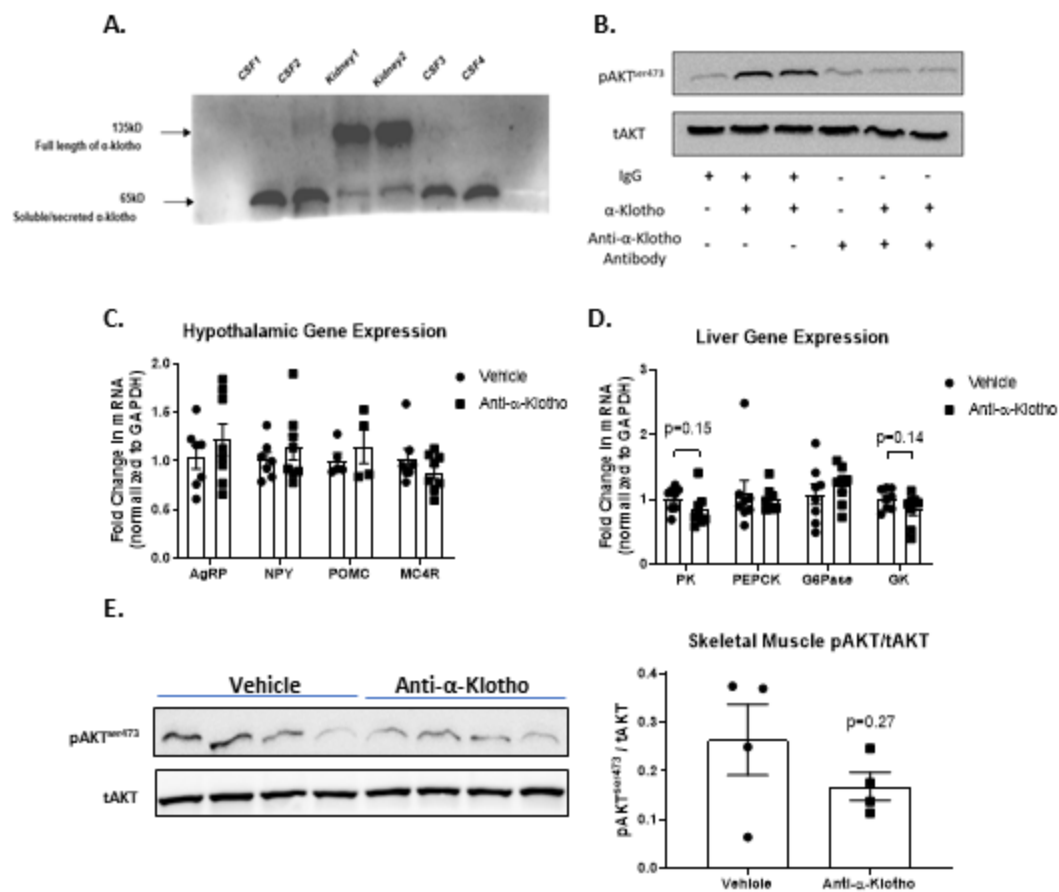 A.
CSF1 CSF2 Kidney1 Kidney2 CSF3 CSF4
135kD
Full length of α-klotho
65kD
Soluble/secreted α-klotho
B.
pAKTser473
tAKT
IgG + + + - - -
α-Klotho - + + - + +
Anti-α-Klotho - - - + + +
Antibody
C.
Hypothalamic Gene Expression
Fold Change In mRNA
(normalized to GAPDH)
2.0
1.5
1.0
0.5
0.0
AgRP NPY POMC MC4R
Vehicle
Anti-α-Klotho
D.
Liver Gene Expression
Fold Change In mRNA
(normalized to GAPDH)
3
2
1
0
p=0.15
p=0.14
PK PEPCK G6Pase GK
Vehicle
Anti-α-Klotho
E.
Vehicle Anti-α-Klotho
pAKTser473
tAKT
Skeletal Muscle pAKT/tAKT
pAKTser473 / tAKT
0.4
0.3
0.2
0.1
0.0
p=0.27
Vehicle Anti-α-Klotho